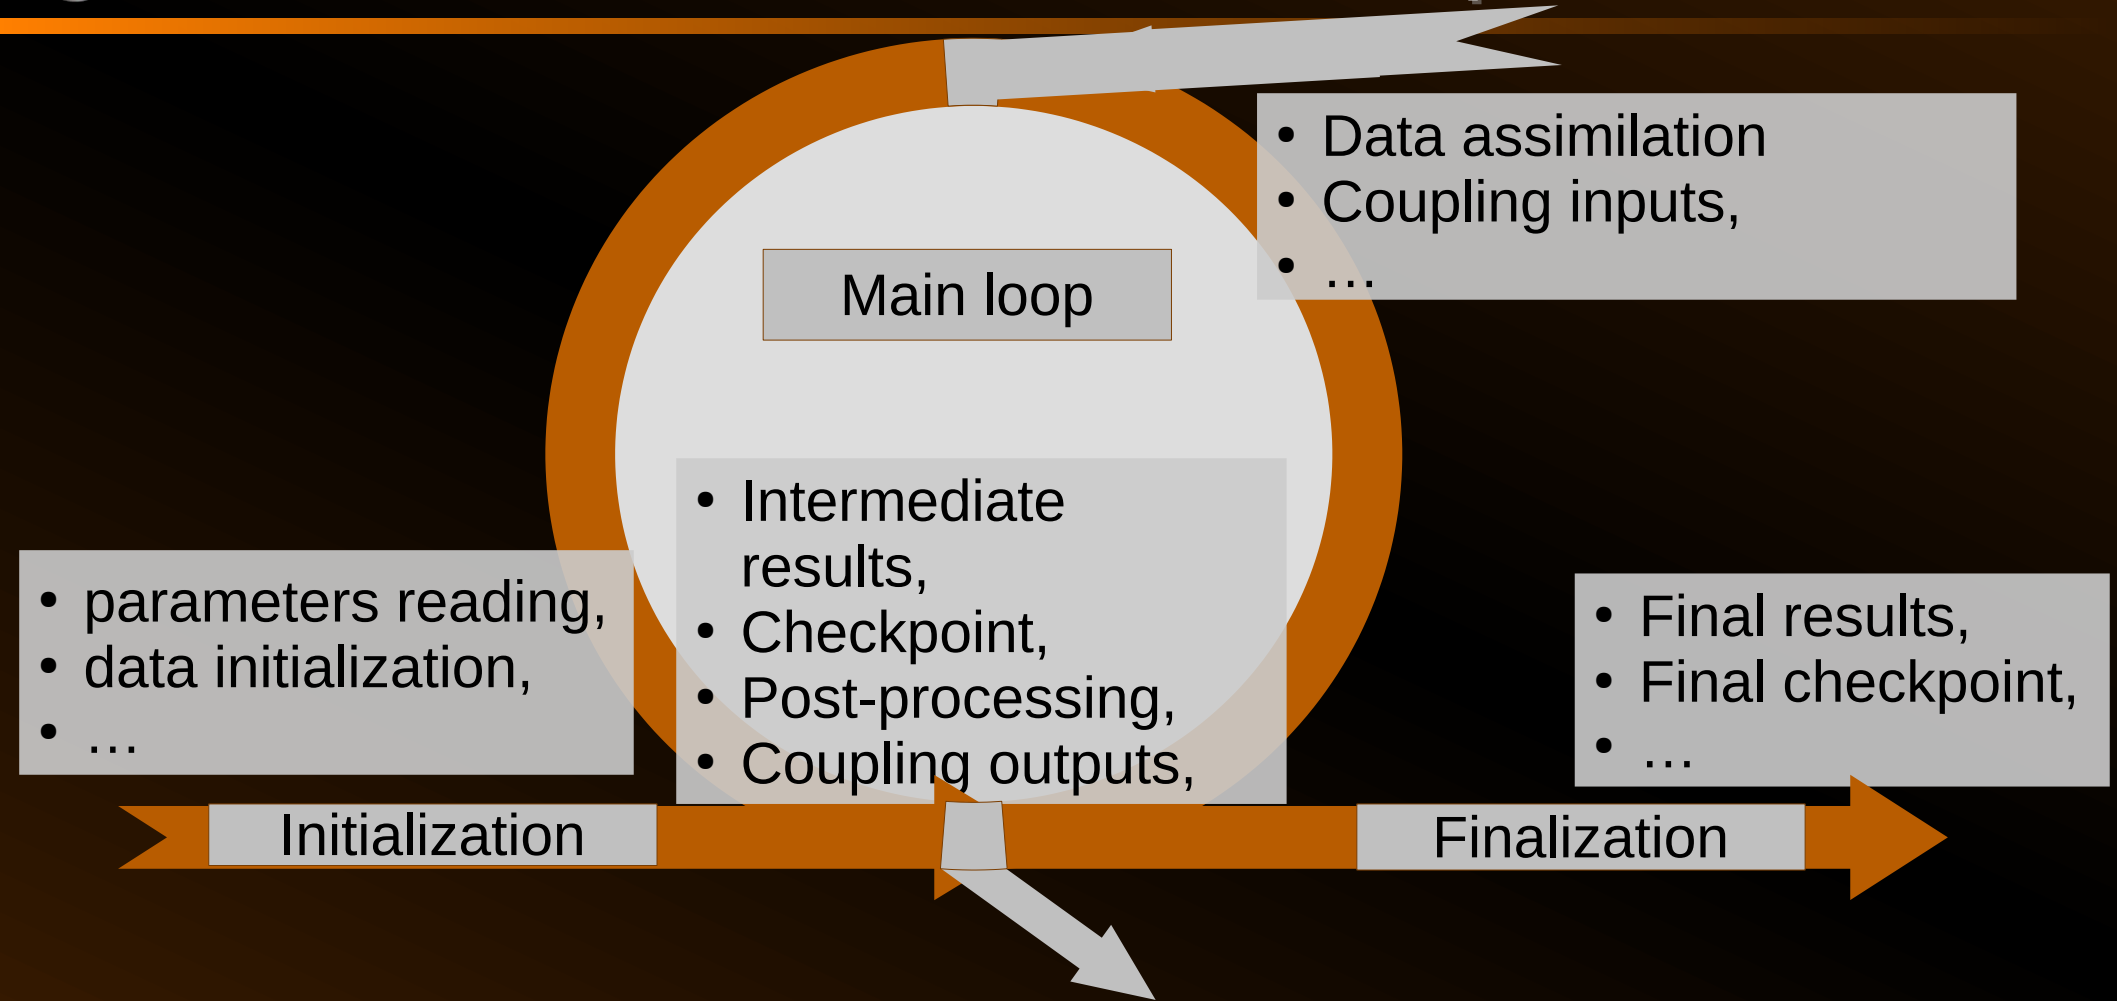 • Data assimilation
• Coupling inputs,
• …
Main loop
• Intermediate
results,
• Checkpoint,
• Post-processing,
• Coupling outputs,
• parameters reading,
• data initialization,
• …
• Final results,
• Final checkpoint,
• …
Initialization
Finalization